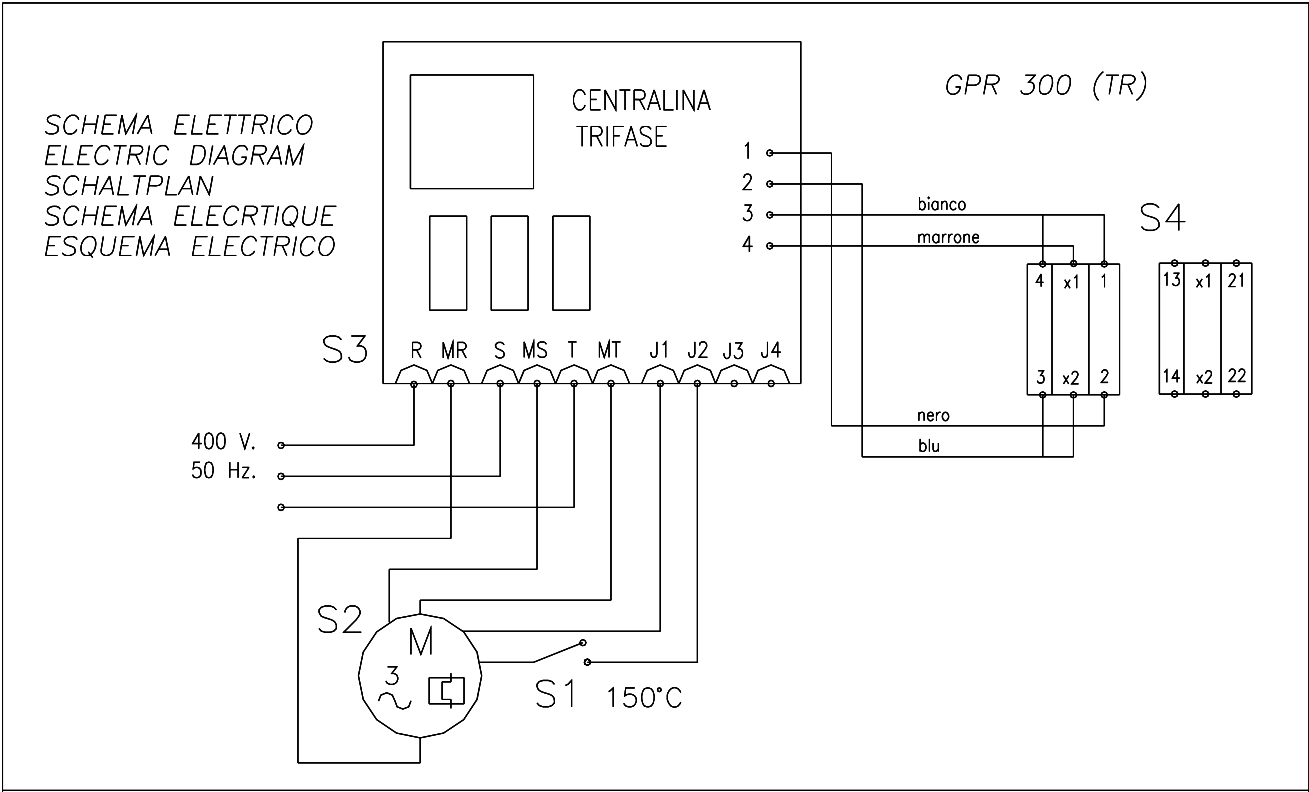 SCHEMA ELETTRICO
ELECTRIC DIAGRAM
SCHALTPLAN
SCHEMA ELECRTIQUE
ESQUEMA ELECTRICO
CENTRALINA
TRIFASE
GPR 300 (TR)
1
2
3
4
bianco
marrone
S4
4 x1 1
3 x2 2
13 x1 21
14 x2 22
nero
blu
S3
R MR S MS T MT J1 J2 J3 J4
400 V.
50 Hz.
S2
M
3
S1 150°C